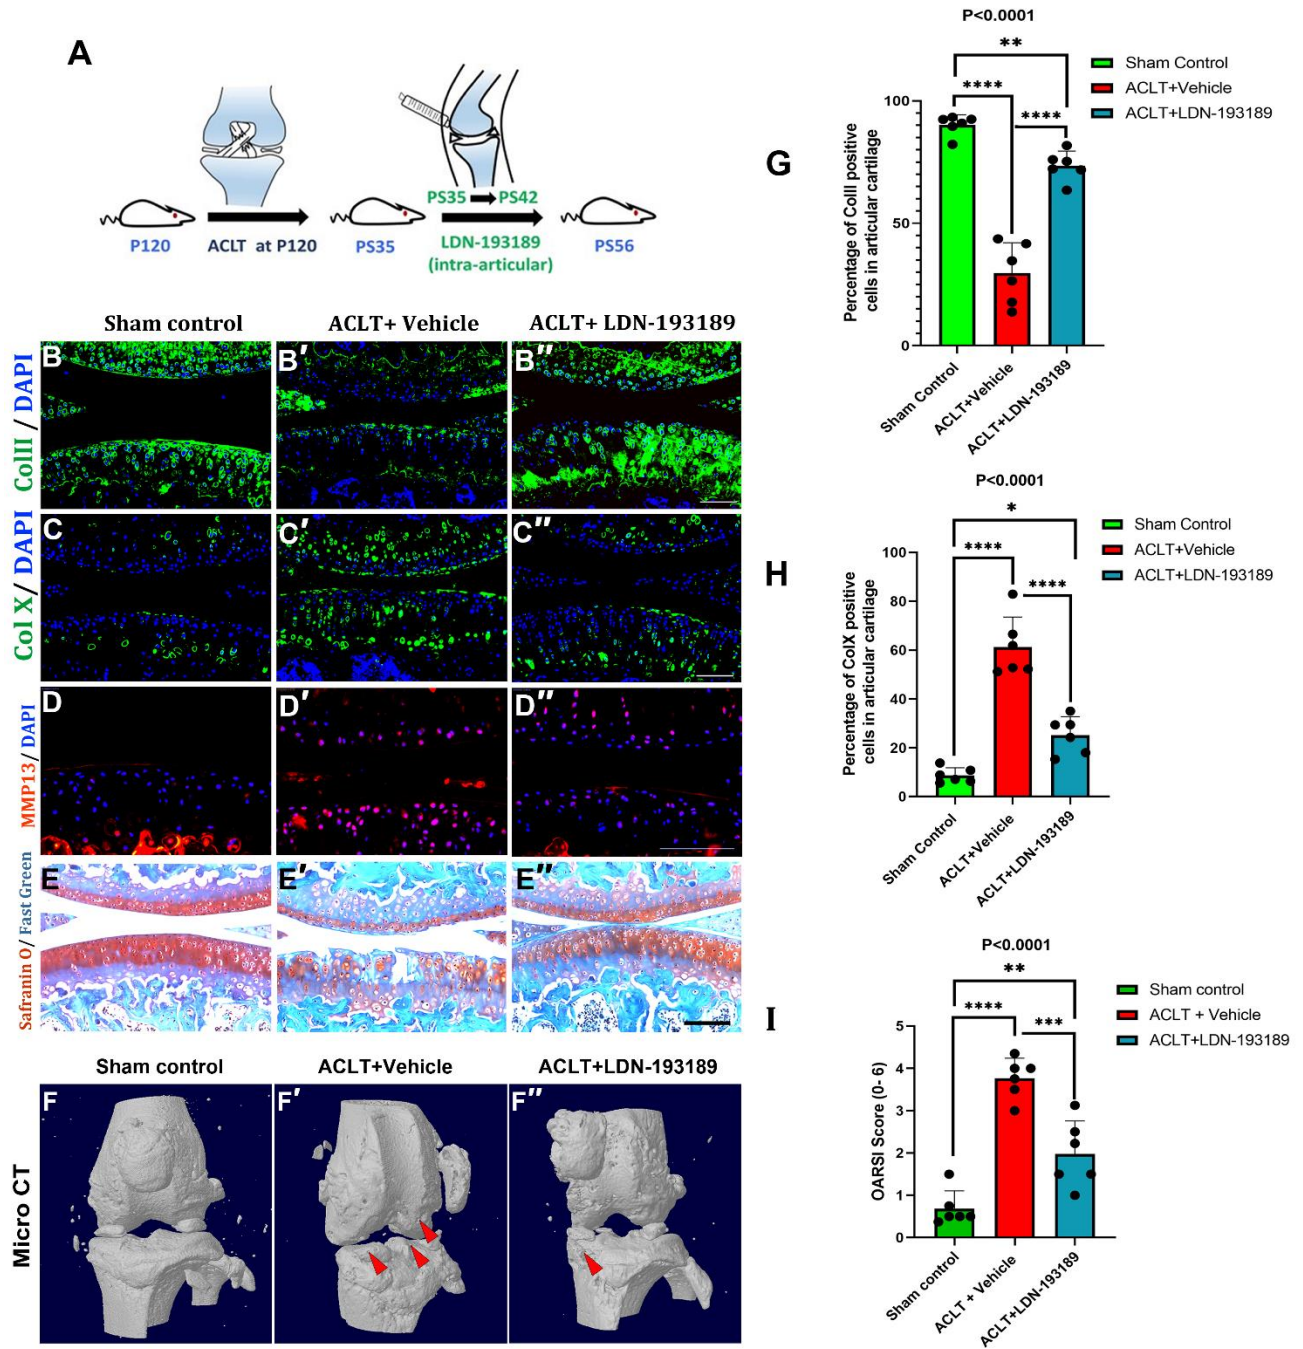 A
P120
ACLT at P120
PS35
PS35 PS42
LDN-193189
(intra-articular)
PS56
Sham control
ACLT+ Vehicle
ACLT+ LDN-193189
ColII / DAPI
B
B'
B"
Col X / DAPI
C
C'
C"
MMP13 / DAPI
D
D'
D"
Safranin O / Fast Green
E
E'
E"
Sham control
ACLT+Vehicle
ACLT+LDN-193189
Micro CT
F
F'
F"
G
P<0.0001
**
****
****
Sham Control
ACLT+Vehicle
ACLT+LDN-193189
Percentage of ColII positive
cells in articular cartilage
100
50
0
Sham Control
ACLT+Vehicle
ACLT+LDN-193189
H
P<0.0001
*
****
****
Sham Control
ACLT+Vehicle
ACLT+LDN-193189
Percentage of ColX positive
cells in articular cartilage
100
80
60
40
20
0
Sham Control
ACLT+Vehicle
ACLT+LDN-193189
I
P<0.0001
**
****
***
Sham control
ACLT + Vehicle
ACLT+LDN-193189
OARSI Score (0- 6)
5
4
3
2
1
0
Sham control
ACLT + Vehicle
ACLT+LDN-193189